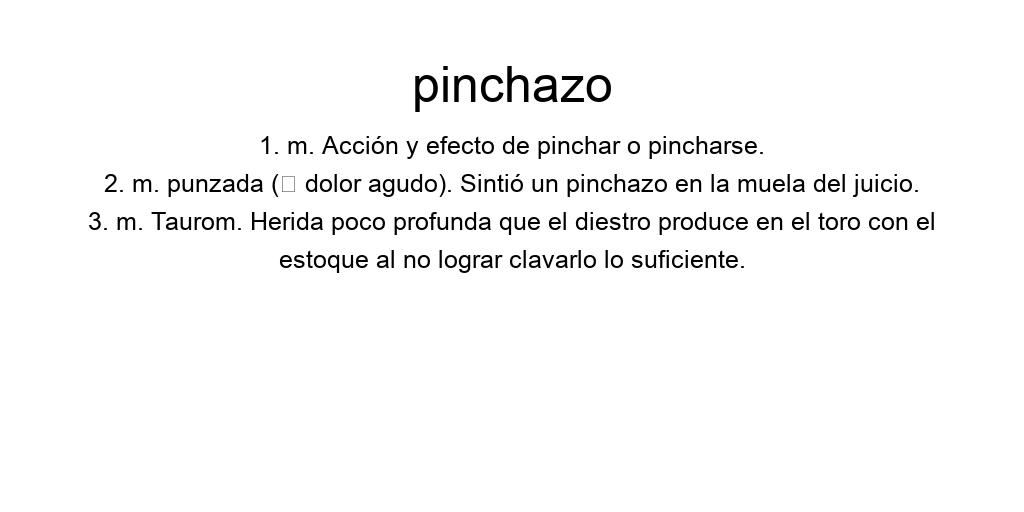 pinchazo
1. m. Acción y efecto de pinchar o pincharse.
2. m. punzada (□ dolor agudo). Sintió un pinchazo en la muela del juicio.
3. m. Taurom. Herida poco profunda que el diestro produce en el toro con el
estoque al no lograr clavarlo lo suficiente.